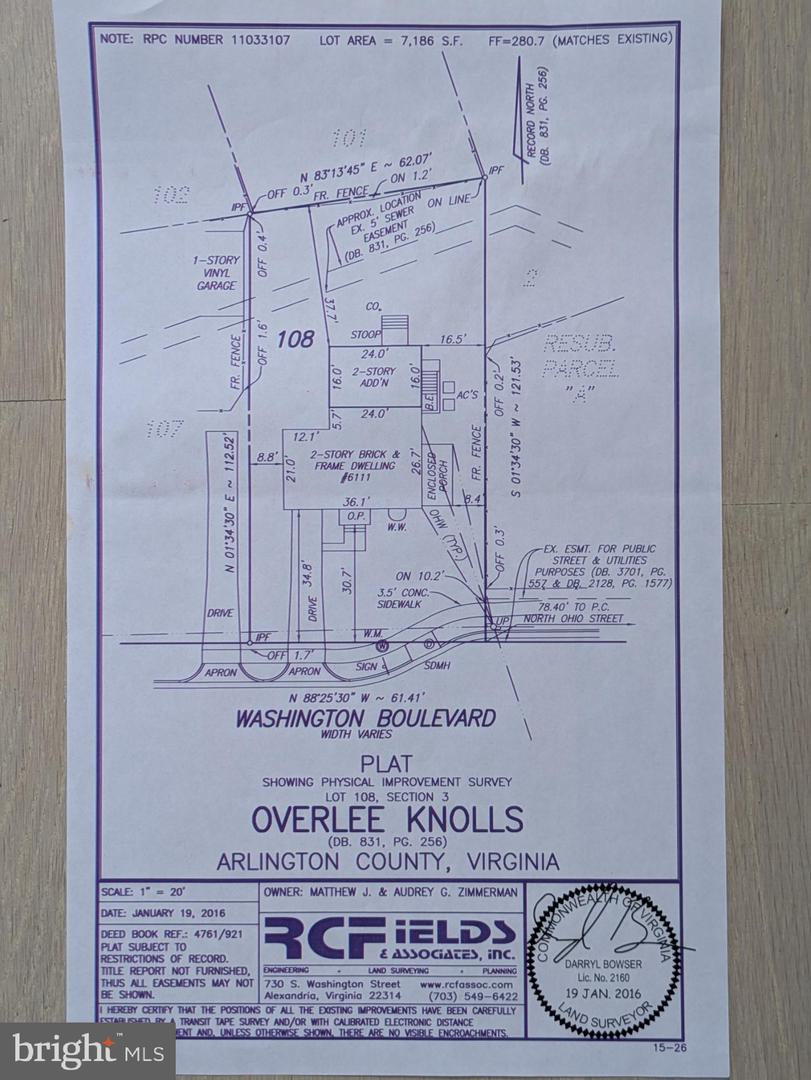 NOTE: RPC NUMBER 11033107 LOT AREA = 7,186 S.F. FF=280.7 (MATCHES EXISTING)
RECORD NORTH
(DB. 831, PG. 256)
101
N 83°13'45" E ~ 62.07'
IPF
102
OFF 0.3'
FR. FENCE
ON 1.2'
IPF
ON LINE
APPROX. LOCATION
EX. 5' SEWER
EASEMENT
(DB. 831, PG. 256)
OFF 0.4'
1-STORY
VINYL
GARAGE
2
37.7'
CO.
108
STOOP
16.5'
RESUB.
PARCEL
"A"
OFF 1.6'
FR. FENCE
24.0'
2-STORY
ADD'N
16.0'
16.0'
B.E
AC'S
OFF 0.2'
S 01°34'30" W ~ 121.53'
107
5.7'
24.0'
12.1'
8.8'
21.0'
2-STORY BRICK &
FRAME DWELLING
#6111
26.7'
ENCLOSED
PORCH
FR. FENCE
8.4'
36.1'
O.P.
W.W.
OHW (TYP.)
N 01°34'30" E ~ 112.52'
OFF 0.3'
EX. ESMT. FOR PUBLIC
STREET & UTILITIES
PURPOSES (DB. 3701, PG.
557 & DB. 2128, PG. 1577)
34.8'
30.7'
ON 10.2'
3.5' CONC.
SIDEWALK
DRIVE
DRIVE
78.40' TO P.C.
NORTH OHIO STREET
UP
W.M.
W
D
IPF
OFF 1.7'
SIGN
SDMH
APRON
APRON
N 88°25'30" W ~ 61.41'
WASHINGTON BOULEVARD
WIDTH VARIES
PLAT
SHOWING PHYSICAL IMPROVEMENT SURVEY
LOT 108, SECTION 3
OVERLEE KNOLLS
(DB. 831, PG. 256)
ARLINGTON COUNTY, VIRGINIA
SCALE: 1" = 20'
DATE: JANUARY 19, 2016
DEED BOOK REF.: 4761/921
PLAT SUBJECT TO
RESTRICTIONS OF RECORD.
TITLE REPORT NOT FURNISHED,
THUS ALL EASEMENTS MAY NOT
BE SHOWN.
OWNER: MATTHEW J. & AUDREY G. ZIMMERMAN
RCFIELDS
& ASSOCIATES, INC.
ENGINEERING • LAND SURVEYING • PLANNING
730 S. Washington Street www.rcfassoc.com
Alexandria, Virginia 22314 (703) 549-6422
COMMONWEALTH OF VIRGINIA
DARRYL BOWSER
Lic. No. 2160
19 JAN. 2016
LAND SURVEYOR
I HEREBY CERTIFY THAT THE POSITIONS OF ALL THE EXISTING IMPROVEMENTS HAVE BEEN CAREFULLY
ESTABLISHED BY A TRANSIT TAPE SURVEY AND/OR WITH CALIBRATED ELECTRONIC DISTANCE
AND, UNLESS OTHERWISE SHOWN, THERE ARE NO VISIBLE ENCROACHMENTS.
15-26
bright™ MLS